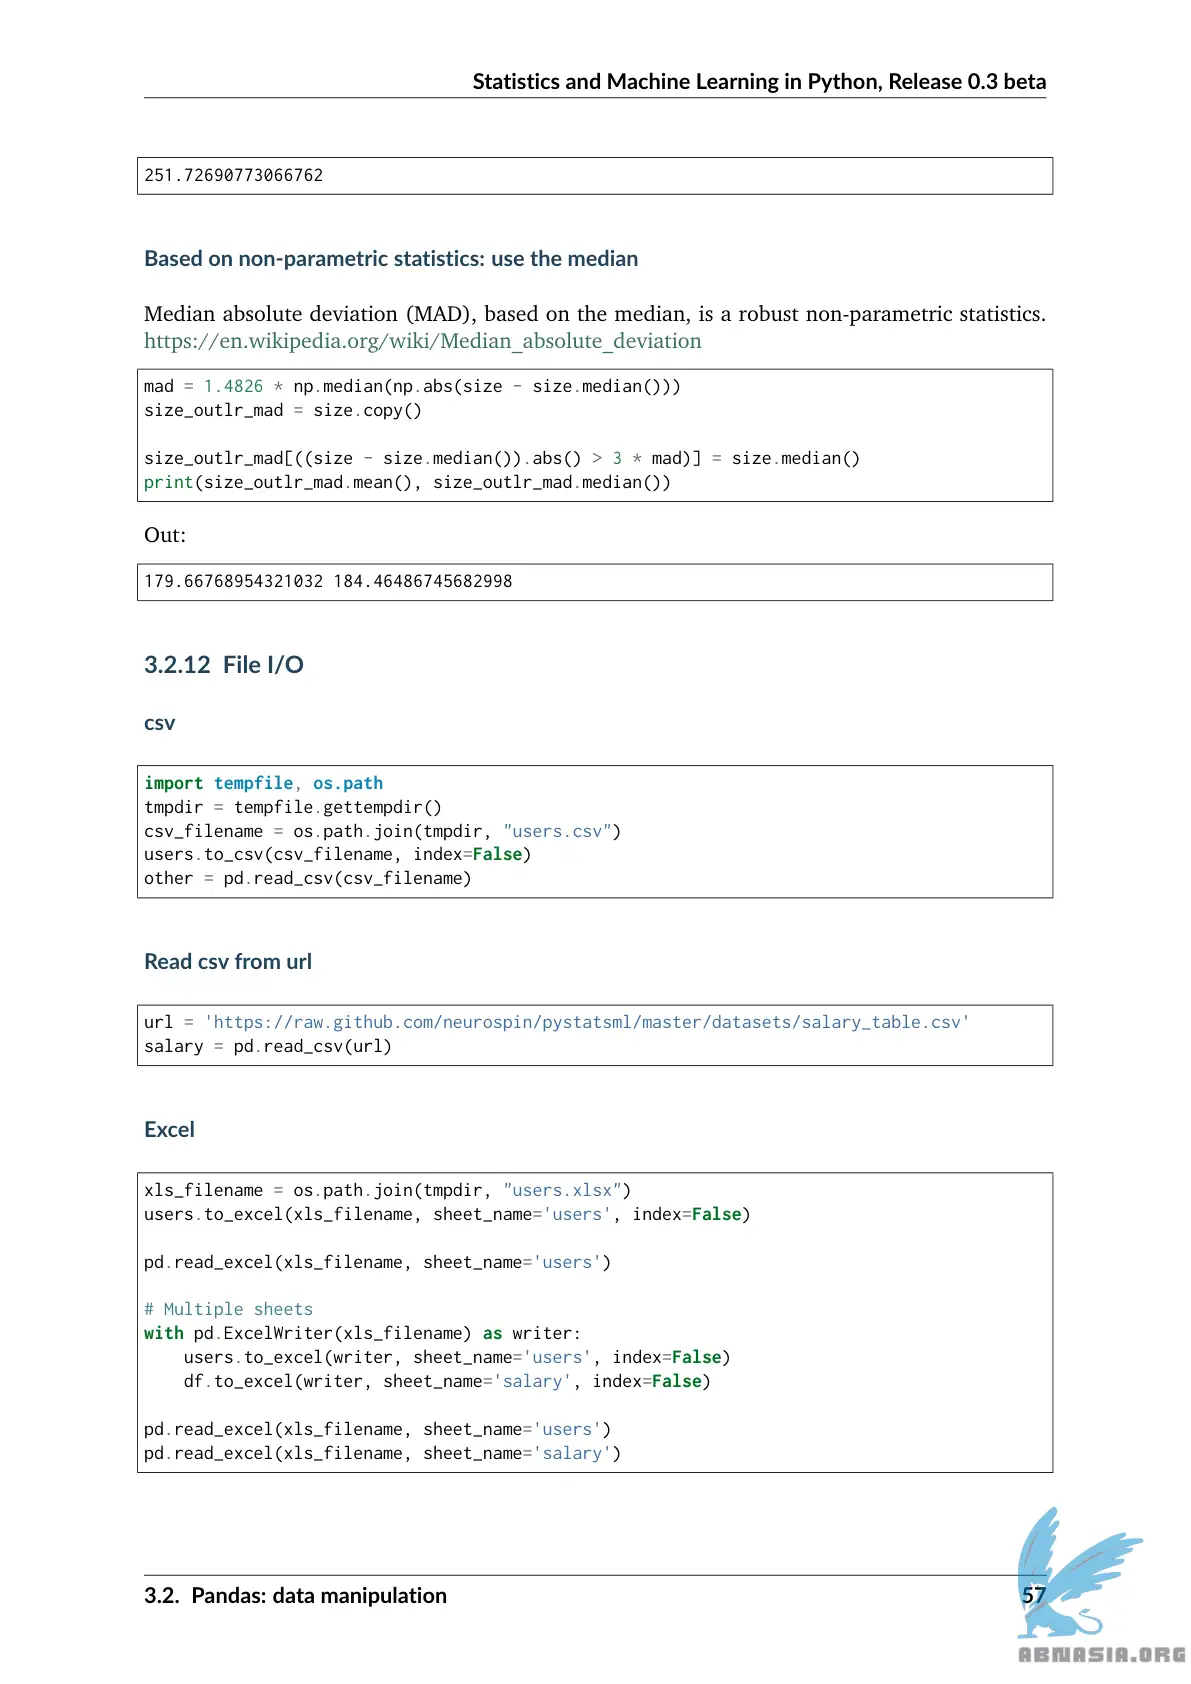 Statistics and Machine Learning in Python, Release 0.3 beta
251.72690773066762
Based on non-parametric statistics: use the median
Median absolute deviation (MAD), based on the median, is a robust non-parametric statistics.
https://en.wikipedia.org/wiki/Median_absolute_deviation
mad = 1.4826 * np.median(np.abs(size - size.median()))
size_outlr_mad = size.copy()
size_outlr_mad[((size - size.median()).abs() > 3 * mad)] = size.median()
print(size_outlr_mad.mean(), size_outlr_mad.median())
Out:
179.66768954321032 184.46486745682998
3.2.12 File I/O
csv
import tempfile, os.path
tmpdir = tempfile.gettempdir()
csv_filename = os.path.join(tmpdir, "users.csv")
users.to_csv(csv_filename, index=False)
other = pd.read_csv(csv_filename)
Read csv from url
url = 'https://raw.github.com/neurospin/pystatsml/master/datasets/salary_table.csv'
salary = pd.read_csv(url)
Excel
xls_filename = os.path.join(tmpdir, "users.xlsx")
users.to_excel(xls_filename, sheet_name='users', index=False)
pd.read_excel(xls_filename, sheet_name='users')
# Multiple sheets
with pd.ExcelWriter(xls_filename) as writer:
    users.to_excel(writer, sheet_name='users', index=False)
    df.to_excel(writer, sheet_name='salary', index=False)
pd.read_excel(xls_filename, sheet_name='users')
pd.read_excel(xls_filename, sheet_name='salary')
3.2. Pandas: data manipulation 57
ABNASIA.ORG